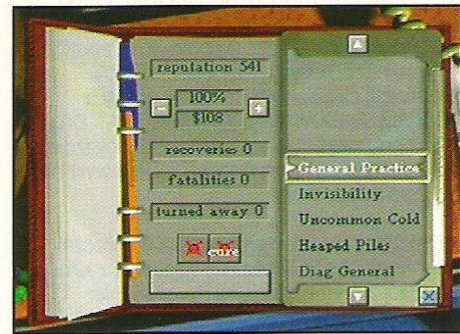 reputation 541
100%
$108
recoveries 0
fatalities 0
turned away 0
cure
General Practice
Invisibility
Uncommon Cold
Heaped Piles
Diag General